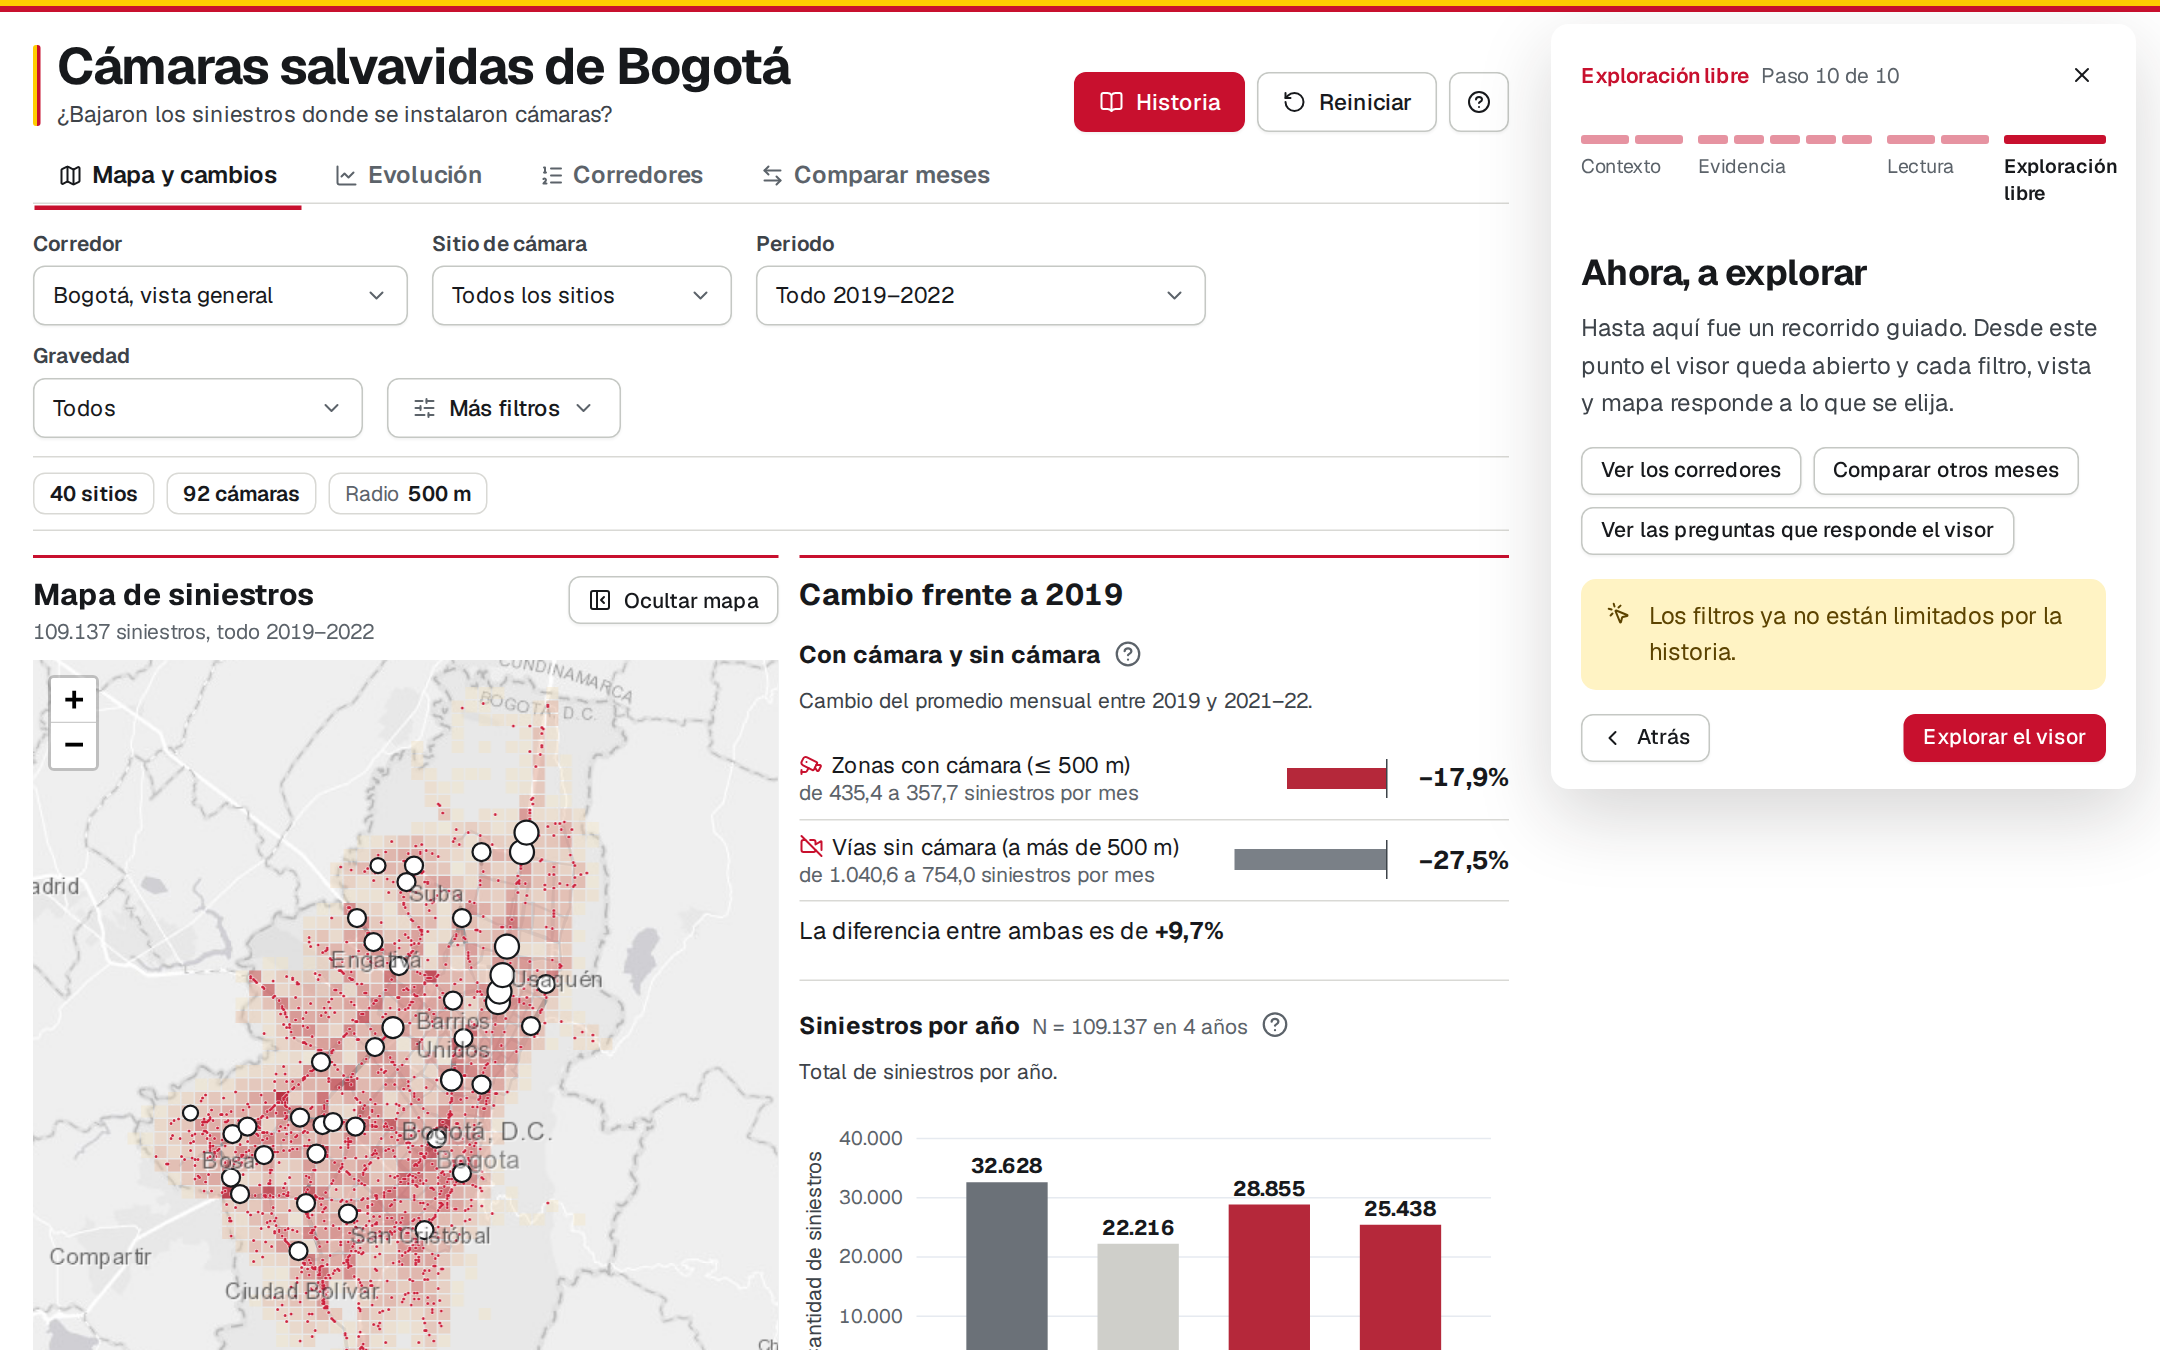 Cámaras salvavidas de Bogotá
¿Bajaron los siniestros donde se instalaron cámaras?
Historia
Reiniciar
Mapa y cambios
Evolución
Corredores
Comparar meses
Corredor
Sitio de cámara
Periodo
Bogotá, vista general
Todos los sitios
Todo 2019–2022
Gravedad
Todos
Más filtros
40 sitios
92 cámaras
Radio 500 m
Mapa de siniestros
109.137 siniestros, todo 2019–2022
Ocultar mapa
+
−
CUNDINAMARCA
BOGOTÁ, D.C.
adrid
Suba
Engativá
Usaquén
Barrios
Unidos
Bogotá, D.C.
Bogota
Bosa
San Cristóbal
Compartir
Ciudad Bolívar
Ch
Cambio frente a 2019
Con cámara y sin cámara
Cambio del promedio mensual entre 2019 y 2021–22.
Zonas con cámara (≤ 500 m)
de 435,4 a 357,7 siniestros por mes
−17,9%
Vías sin cámara (a más de 500 m)
de 1.040,6 a 754,0 siniestros por mes
−27,5%
La diferencia entre ambas es de +9,7%
Siniestros por año N = 109.137 en 4 años
Total de siniestros por año.
antidad de siniestros
40.000
30.000
20.000
10.000
32.628
22.216
28.855
25.438
Exploración libre Paso 10 de 10
Contexto
Evidencia
Lectura
Exploración
libre
Ahora, a explorar
Hasta aquí fue un recorrido guiado. Desde este
punto el visor queda abierto y cada filtro, vista
y mapa responde a lo que se elija.
Ver los corredores
Comparar otros meses
Ver las preguntas que responde el visor
Los filtros ya no están limitados por la
historia.
Atrás
Explorar el visor